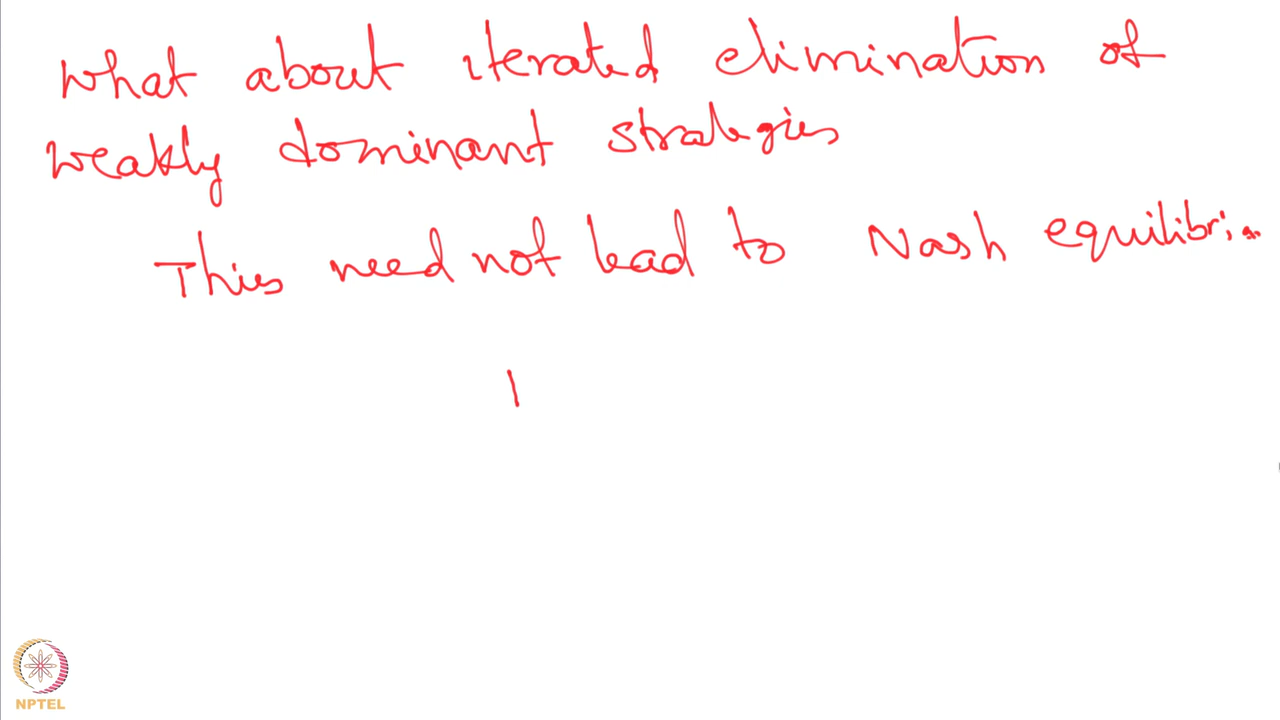 What about iterated elimination of
weakly dominant strategies
This need not lead to Nash equilibria
NPTEL